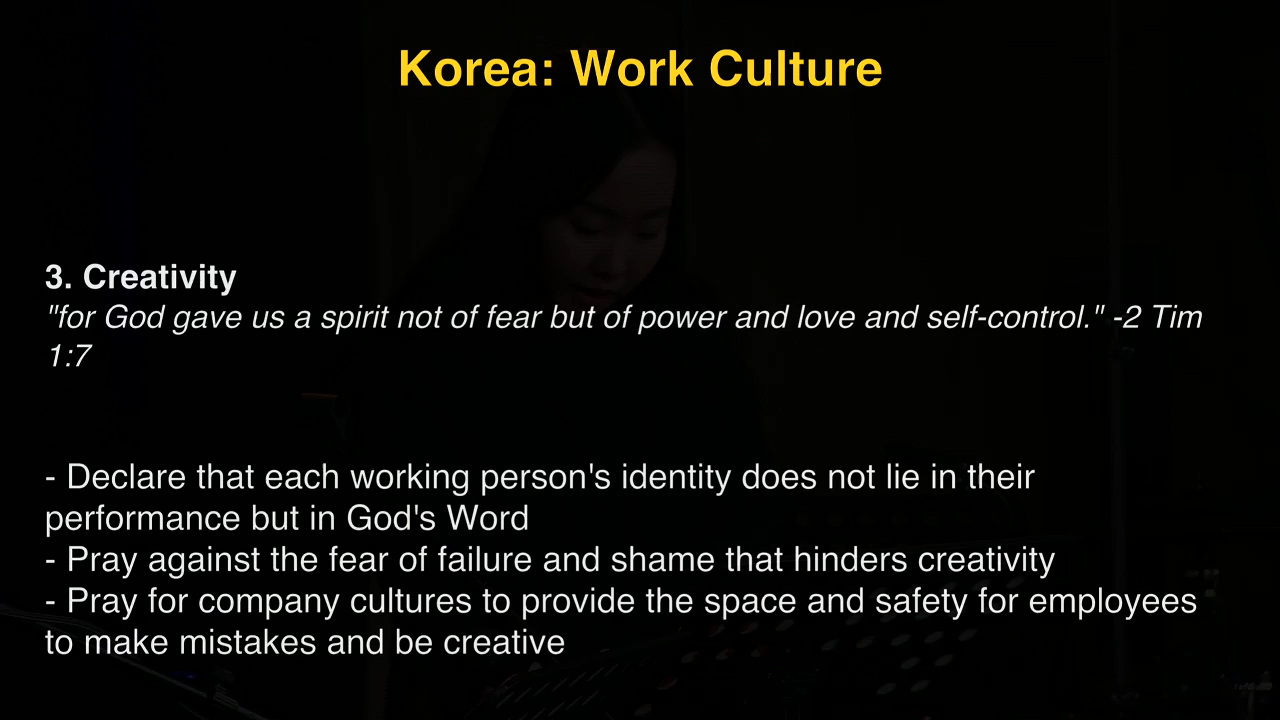 Korea: Work Culture
3. Creativity
"for God gave us a spirit not of fear but of power and love and self-control." -2 Tim
1:7
- Declare that each working person's identity does not lie in their
performance but in God's Word
- Pray against the fear of failure and shame that hinders creativity
- Pray for company cultures to provide the space and safety for employees
to make mistakes and be creative